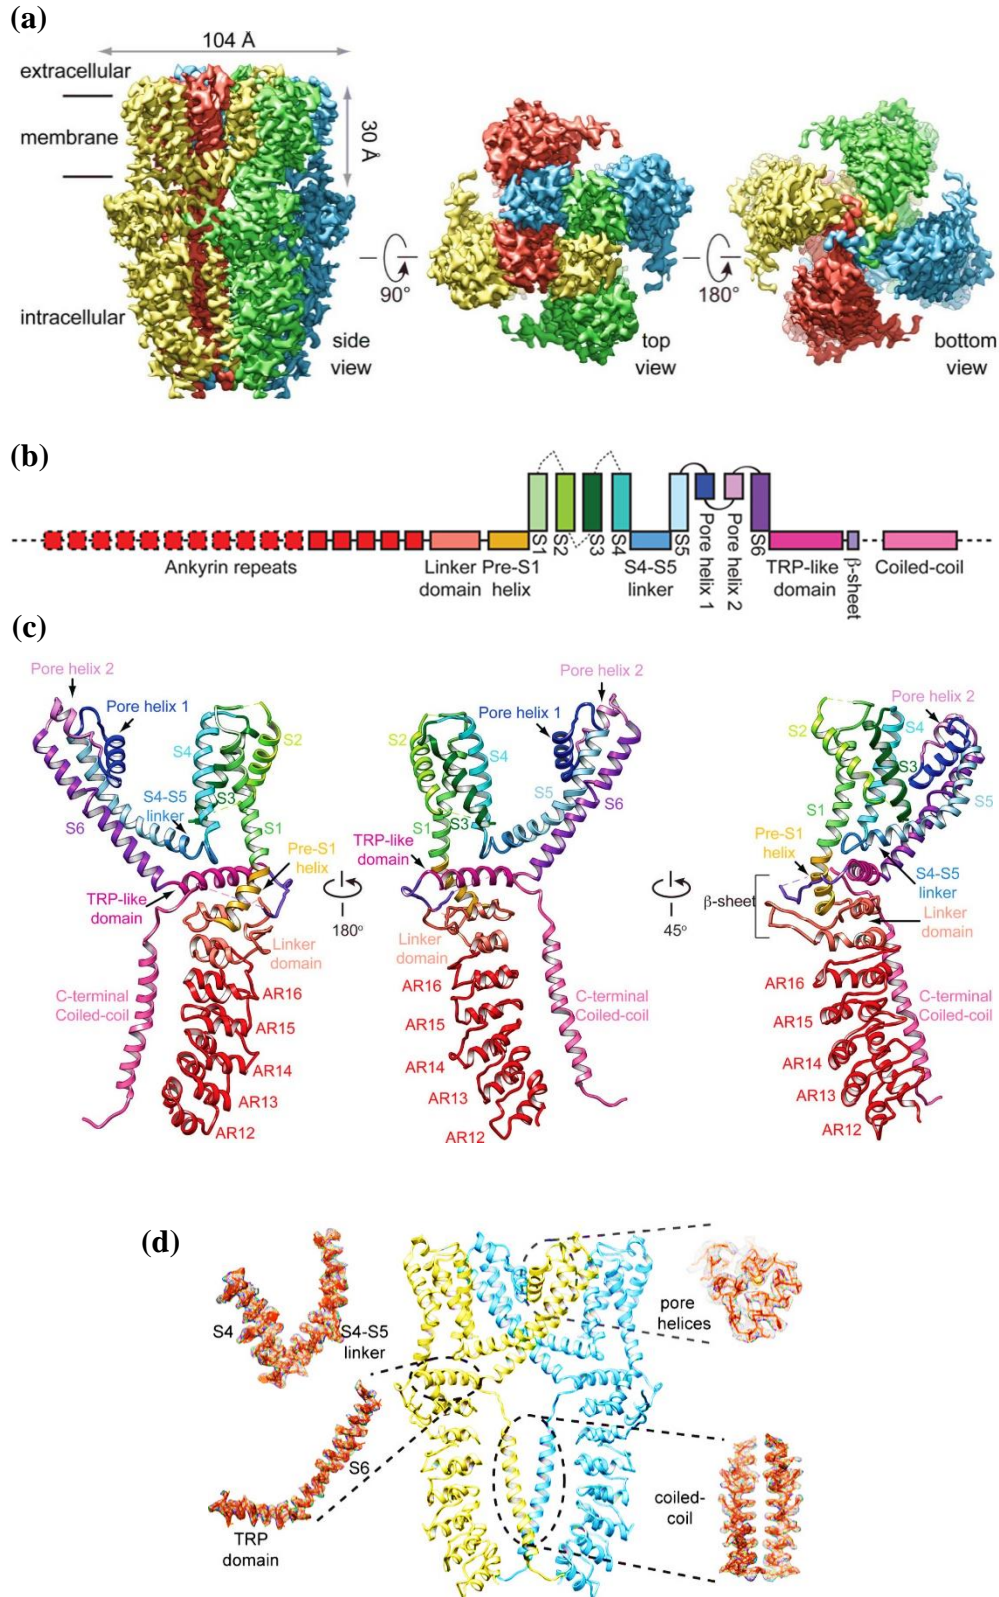 (a)
104 Å
extracellular
membrane
30 Å
intracellular
side
view
90°
top
view
180°
bottom
view
(b)
S1
S2
S3
S4
S5
Pore helix 1
Pore helix 2
S6
Ankyrin repeats
Linker
domain
Pre-S1
helix
S4-S5
linker
TRP-like
domain
β-sheet
Coiled-coil
(c)
Pore helix 2
Pore helix 1
S4
S2
S3
S4-S5
linker
S6
S1
Pre-S1
helix
TRP-like
domain
Linker
domain
AR16
C-terminal
Coiled-coil
AR15
AR14
AR13
AR12
180°
Pore helix 2
Pore helix 1
S2
S4
S5
S6
S1
S3
TRP-like
domain
Linker
domain
AR16
C-terminal
Coiled-coil
AR15
AR14
AR13
AR12
45°
Pore helix 2
S4
S2
S3
S5
S1
Pre-S1
helix
S4-S5
linker
β-sheet
Linker
domain
AR16
C-terminal
Coiled-coil
AR15
AR14
AR13
AR12
(d)
S4
S4-S5
linker
pore
helices
S6
TRP
domain
coiled-
coil